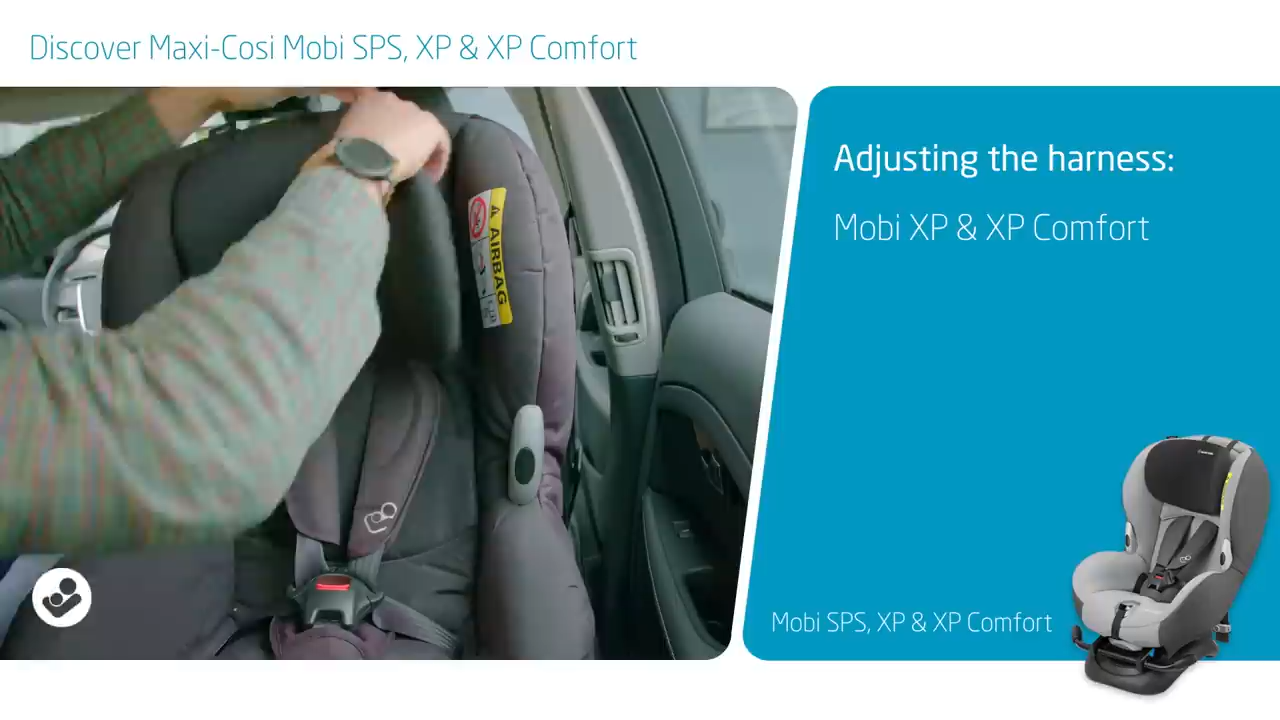 Discover Maxi-Cosi Mobi SPS, XP & XP Comfort
Adjusting the harness:
Mobi XP & XP Comfort
AIRBAG
Mobi SPS, XP & XP Comfort